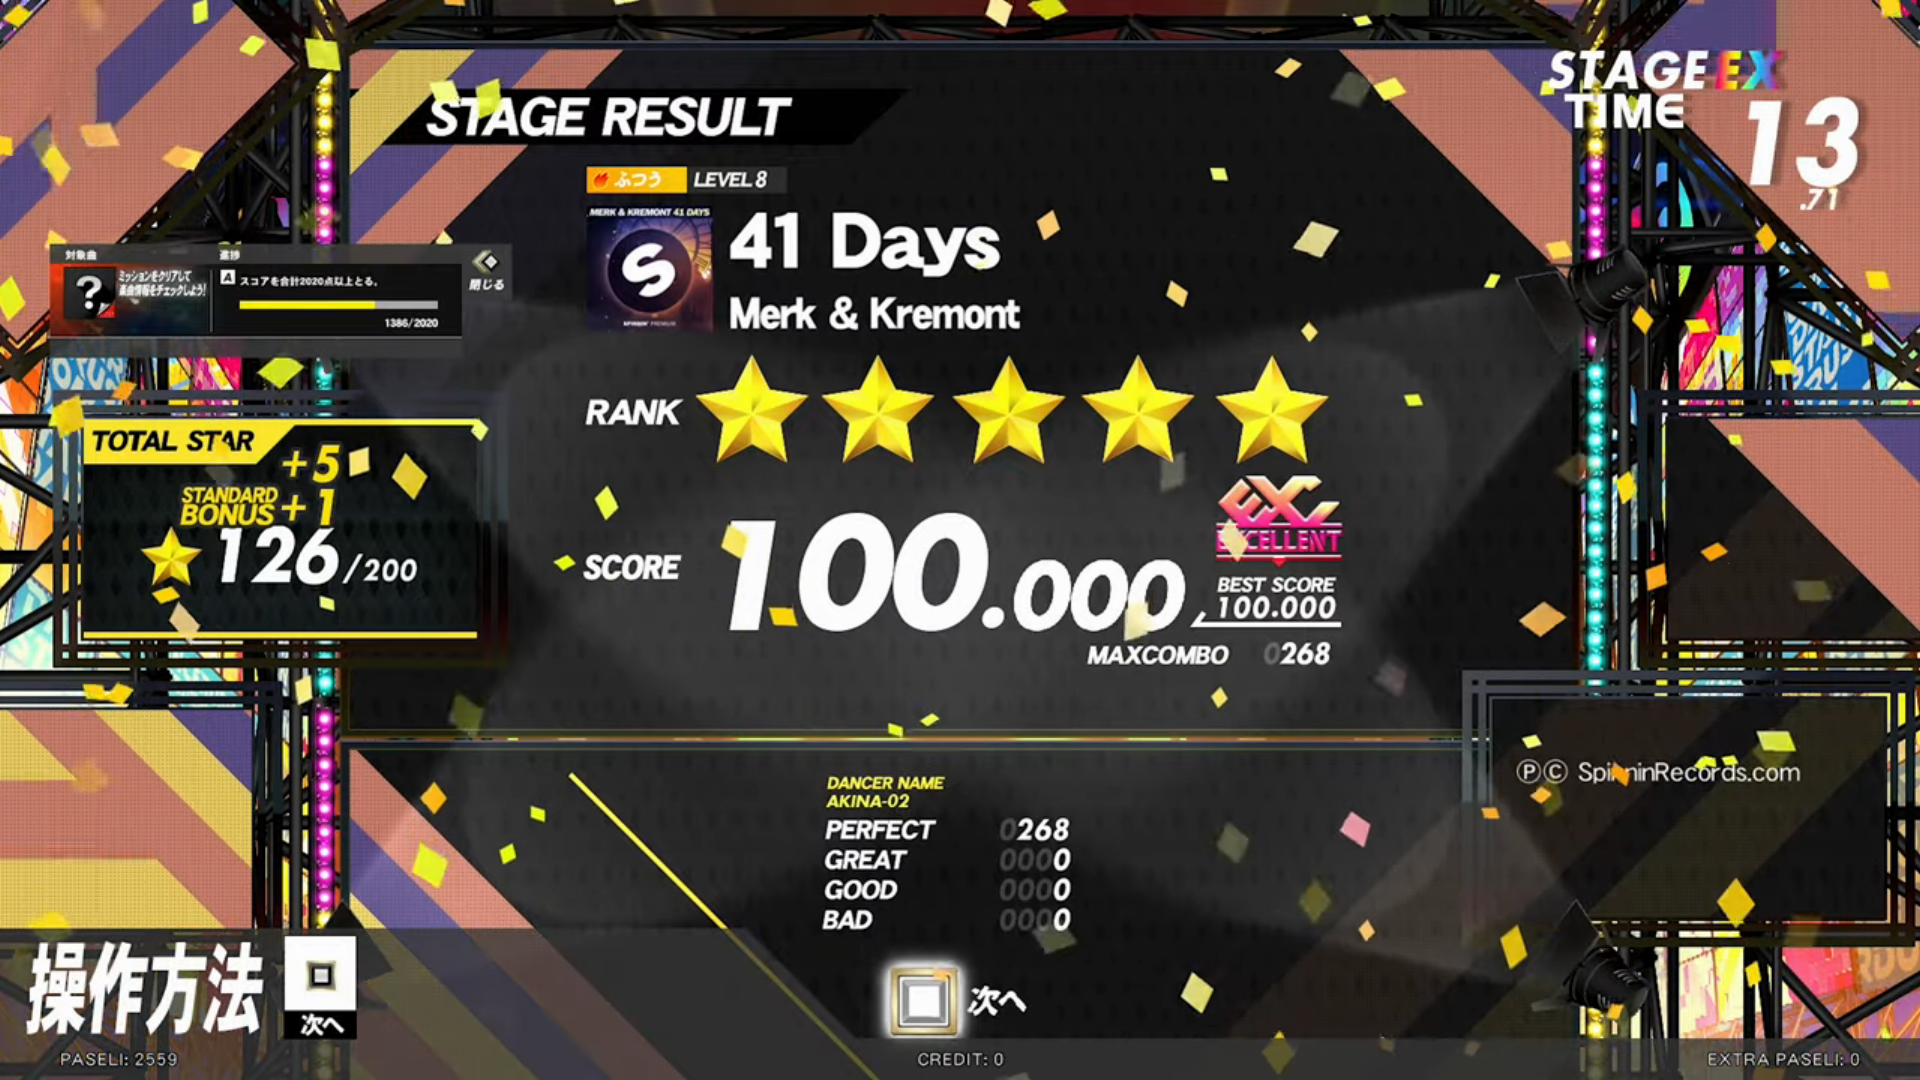 STAGE RESULT
STAGE EX
TIME
13
.71
ふつう LEVEL 8
MERK & KREMONT 41 DAYS
41 Days
Merk & Kremont
対象曲 進捗
ミッションをクリアして
楽曲情報をチェックしよう!
A スコアを合計2020点以上とる。
1386/2020
閉じる
RANK
TOTAL STAR
+5
STANDARD
BONUS +1
126/200
SCORE 100.000
EXC
EXCELLENT
BEST SCORE
100.000
MAXCOMBO 0268
ⓅⒸ SpinninRecords.com
DANCER NAME
AKINA-02
PERFECT 0268
GREAT 0000
GOOD 0000
BAD 0000
操作方法
次へ
次へ
PASELI: 2559
CREDIT: 0
EXTRA PASELI: 0